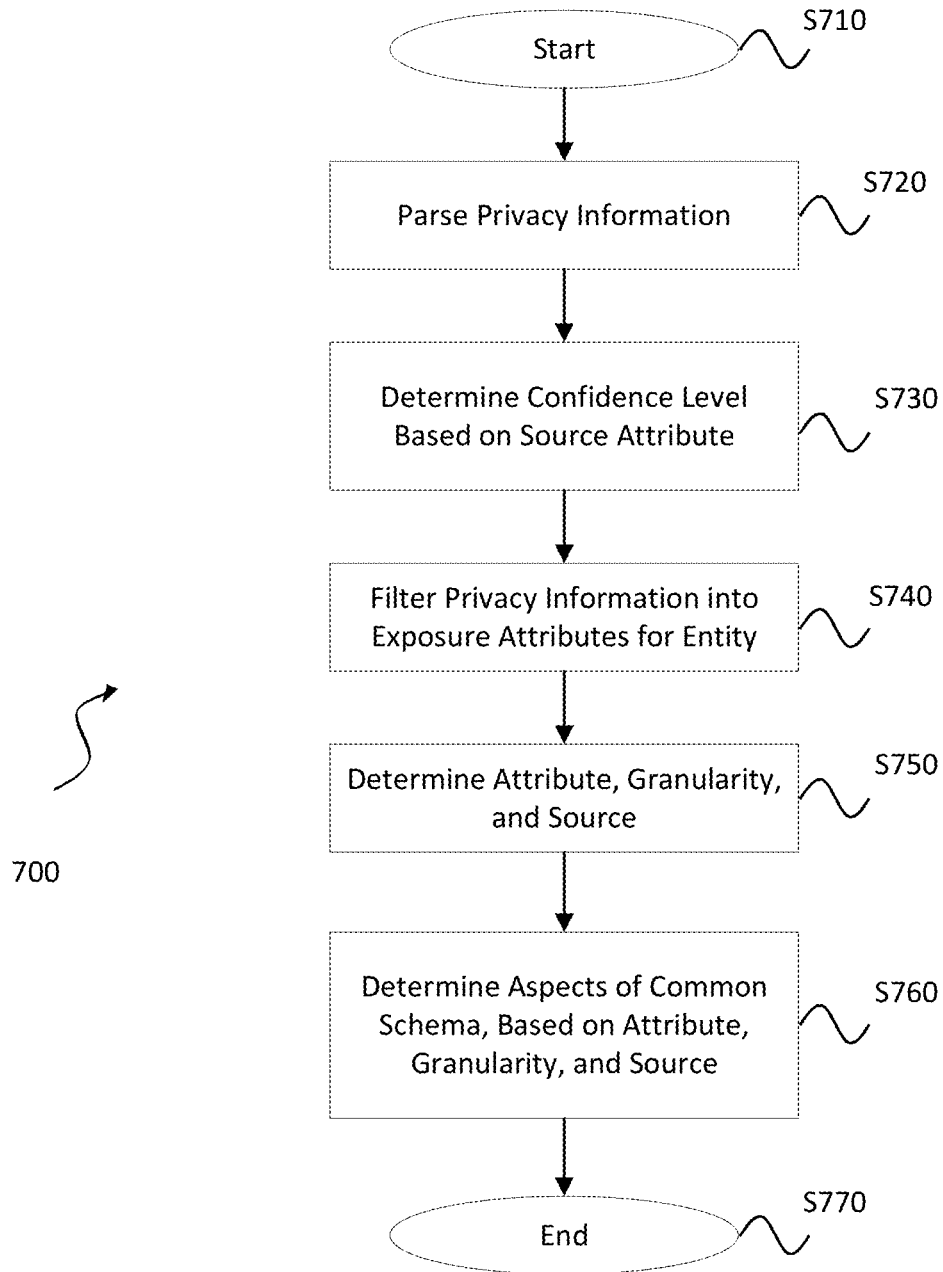 S710
Start
S720
Parse Privacy Information
S730
Determine Confidence Level
Based on Source Attribute
S740
Filter Privacy Information into
Exposure Attributes for Entity
S750
Determine Attribute, Granularity,
and Source
700
S760
Determine Aspects of Common
Schema, Based on Attribute,
Granularity, and Source
S770
End